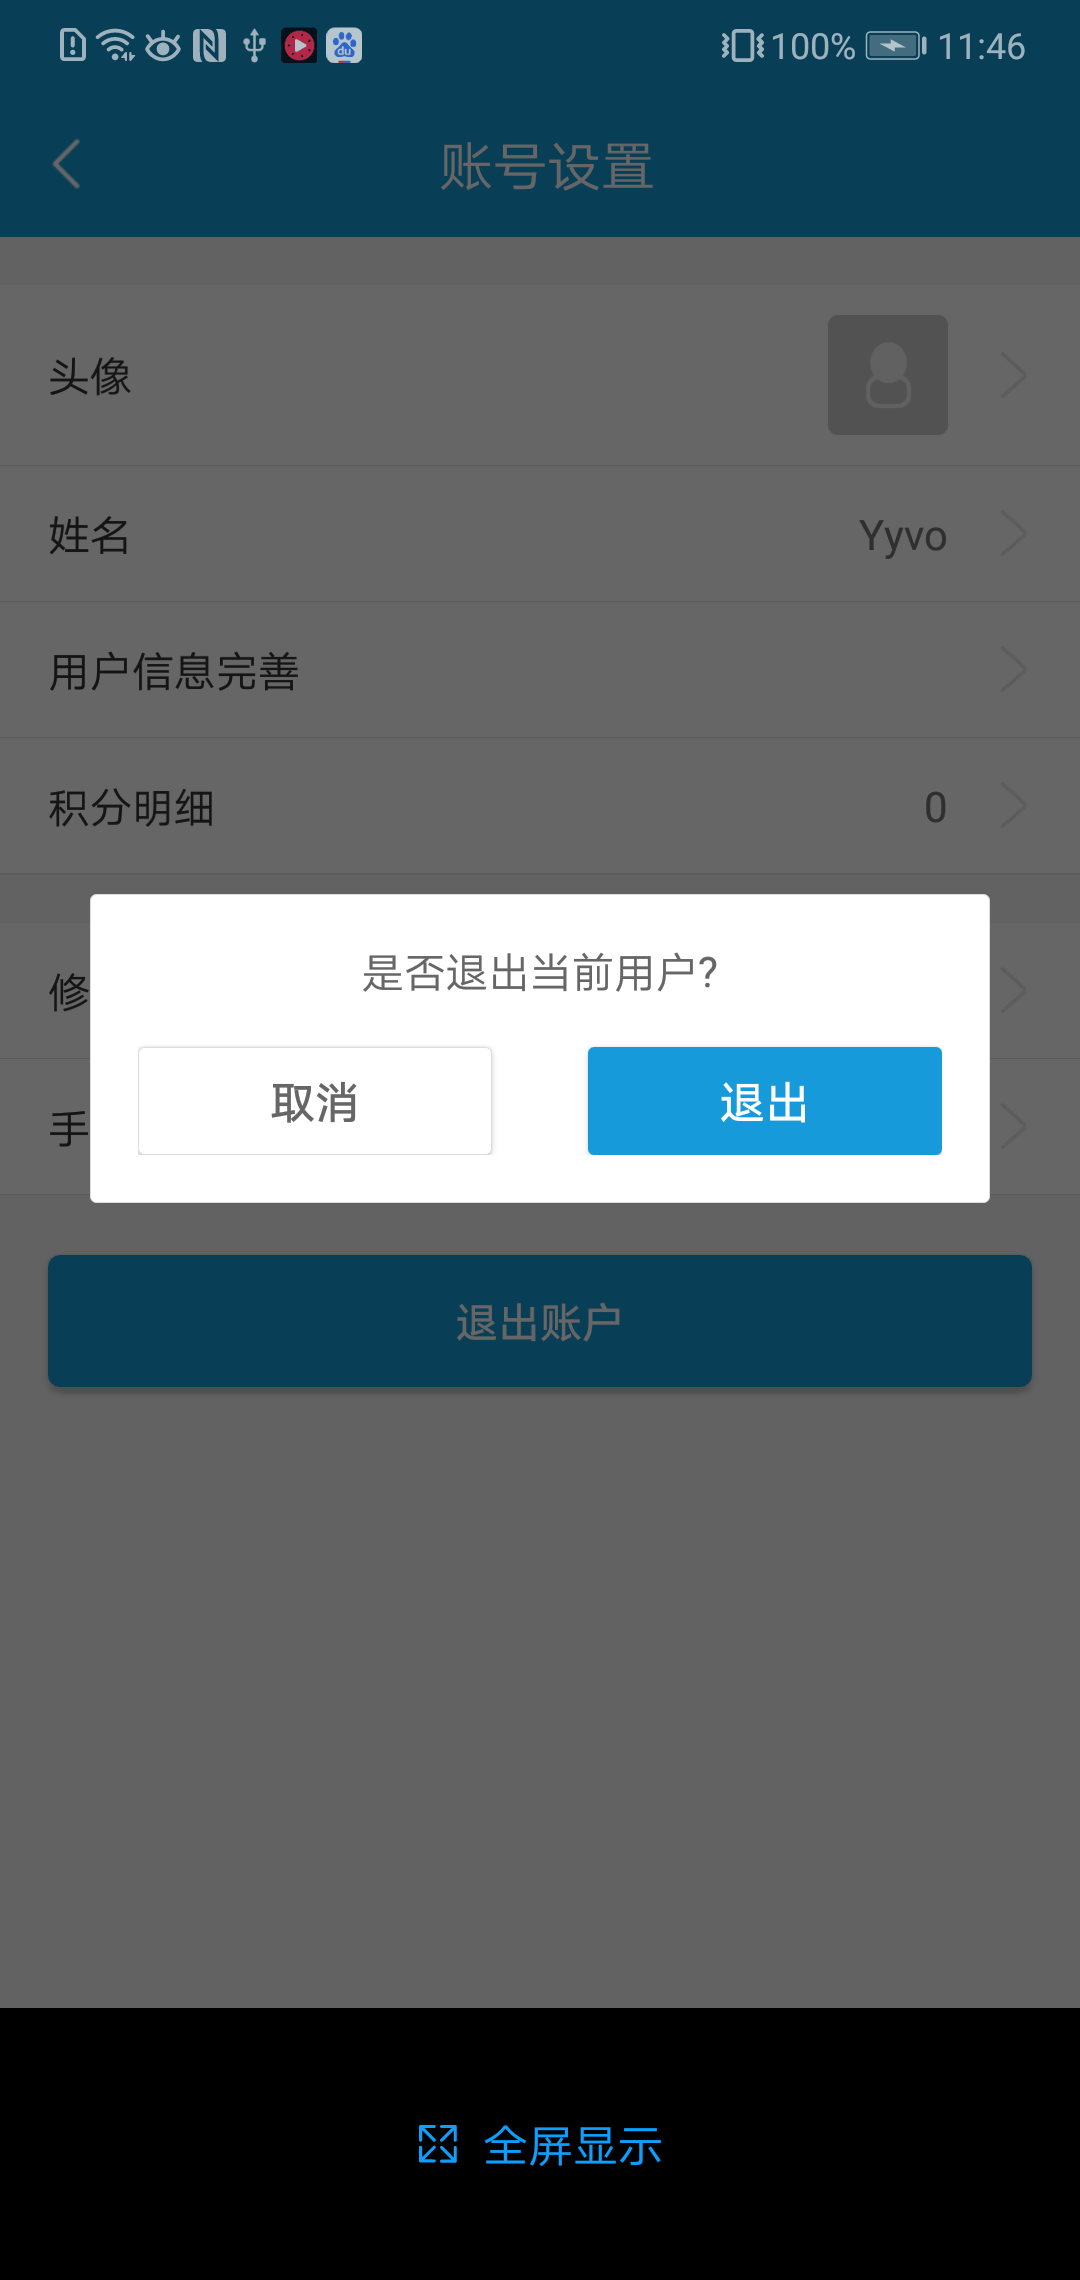 100% 11:46
账号设置
头像
姓名 Yyvo
用户信息完善
积分明细 0
是否退出当前用户?
修
取消 退出
手
退出账户
全屏显示